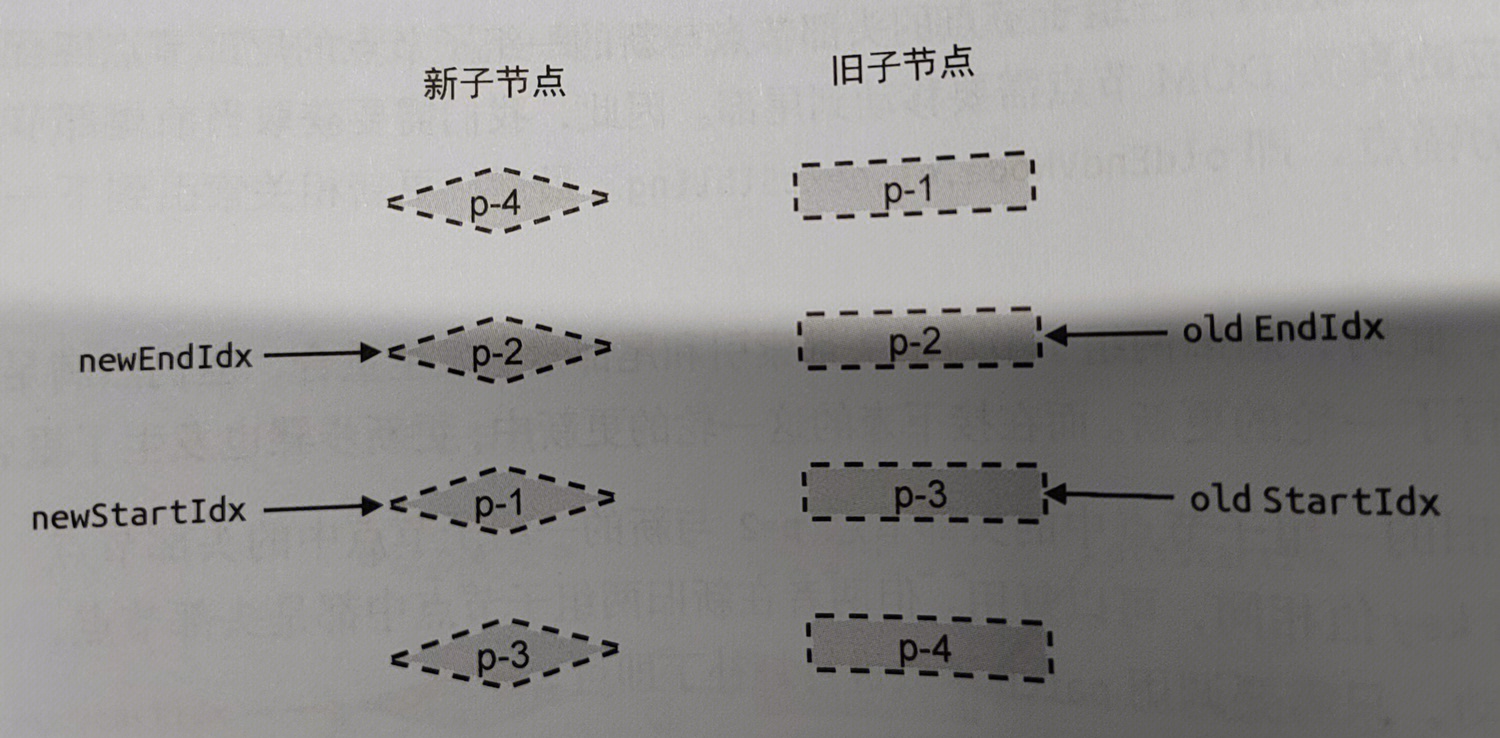 新子节点 旧子节点
p-4 p-1
newEndIdx p-2 p-2 old EndIdx
newStartIdx p-1 p-3 old StartIdx
p-3 p-4